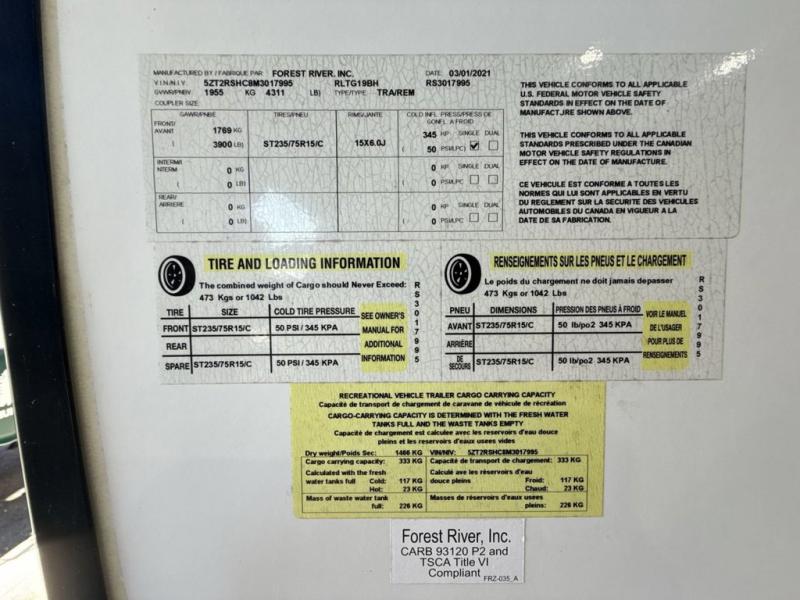 MANUFACTURED BY / FABRIQUE PAR FOREST RIVER, INC. DATE 03/01/2021
V.I.N./N.I.V. 5ZT2RSHC8M3017995 RLTG19BH RS3017995
GVWR/PNBV 1955 KG 4311 LB) TYPE/TYPE TRA/REM
COUPLER SIZE
GAWR/PNBE TIRES/PNEU RIMS/JANTE COLD INFL. PRESS/PRESS DE GONFL. A FROID
FRONT/ AVANT 1769 KG 345 KP SINGLE DUAL
( 3900 LB) ST235/75R15/C 15X6.0J ( 50 PSI/LPC)
INTERM/ NTERM 0 KG 0 KP SINGLE DUAL
( 0 LB) ( 0 PSI/LPC
REAR/ ARRIERE 0 KG 0 KP SINGLE DUAL
( 0 LB) ( 0 PSI/LPC
THIS VEHICLE CONFORMS TO ALL APPLICABLE
U.S. FEDERAL MOTOR VEHICLE SAFETY
STANDARDS IN EFFECT ON THE DATE OF
MANUFACTJRE SHOWN ABOVE.
THIS VEHICLE CONFORMS TO ALL APPLICABLE
STANDARDS PRESCRIBED UNDER THE CANADIAN
MOTOR VEHICLE SAFETY REGULATIONS IN
EFFECT ON THE DATE OF MANUFACTURE.
CE VEHICULE EST CONFORME A TOUTES LES
NORMES QUI LUI SONT APPLICABLES EN VERTU
DU REGLEMENT SUR LA SECURITE DES VEHICULES
AUTOMOBILES DU CANADA EN VIGUEUR A LA
DATE DE SA FABRICATION.
TIRE AND LOADING INFORMATION
The combined weight of Cargo should Never Exceed:
473 Kgs or 1042 Lbs
TIRE SIZE COLD TIRE PRESSURE
FRONT ST235/75R15/C 50 PSI / 345 KPA
REAR
SPARE ST235/75R15/C 50 PSI / 345 KPA
SEE OWNER'S
MANUAL FOR
ADDITIONAL
INFORMATION
RS3017995
RENSEIGNEMENTS SUR LES PNEUS ET LE CHARGEMENT
Le poids du chargement ne doit jamais depasser
473 Kgs or 1042 Lbs
PNEU DIMENSIONS PRESSION DES PNEUS À FROID
AVANT ST235/75R15/C 50 lb/po2 345 KPA
ARRIÈRE
DE SECOURS ST235/75R15/C 50 lb/po2 345 KPA
VOIR LE MANUEL
DE L'USAGER
POUR PLUS DE
RENSEIGNEMENTS
RS3017995
RECREATIONAL VEHICLE TRAILER CARGO CARRYING CAPACITY
Capacité de transport de chargement de caravane de véhicule de récréation
CARGO-CARRYING CAPACITY IS DETERMINED WITH THE FRESH WATER
TANKS FULL AND THE WASTE TANKS EMPTY
Capacité de chargement est calculée avec les reservoirs d'eau douce
pleins et les reservoirs d'eaux usees vides
Dry weight/Poids Sec: 1466 KG VIN/NIV: 5ZT2RSHC8M3017995
Cargo carrying capacity: 333 KG Capacité de transport de chargement: 333 KG
Calculated with the fresh Calculé ave les réservoirs d'eau
water tanks full Cold: 117 KG douce pleins Froid: 117 KG
Hot: 23 KG Chaud: 23 KG
Mass of waste water tank Masses de réservoirs d'eaux usées
full: 226 KG pleins: 226 KG
Forest River, Inc.
CARB 93120 P2 and
TSCA Title VI
Compliant
FRZ-035_A